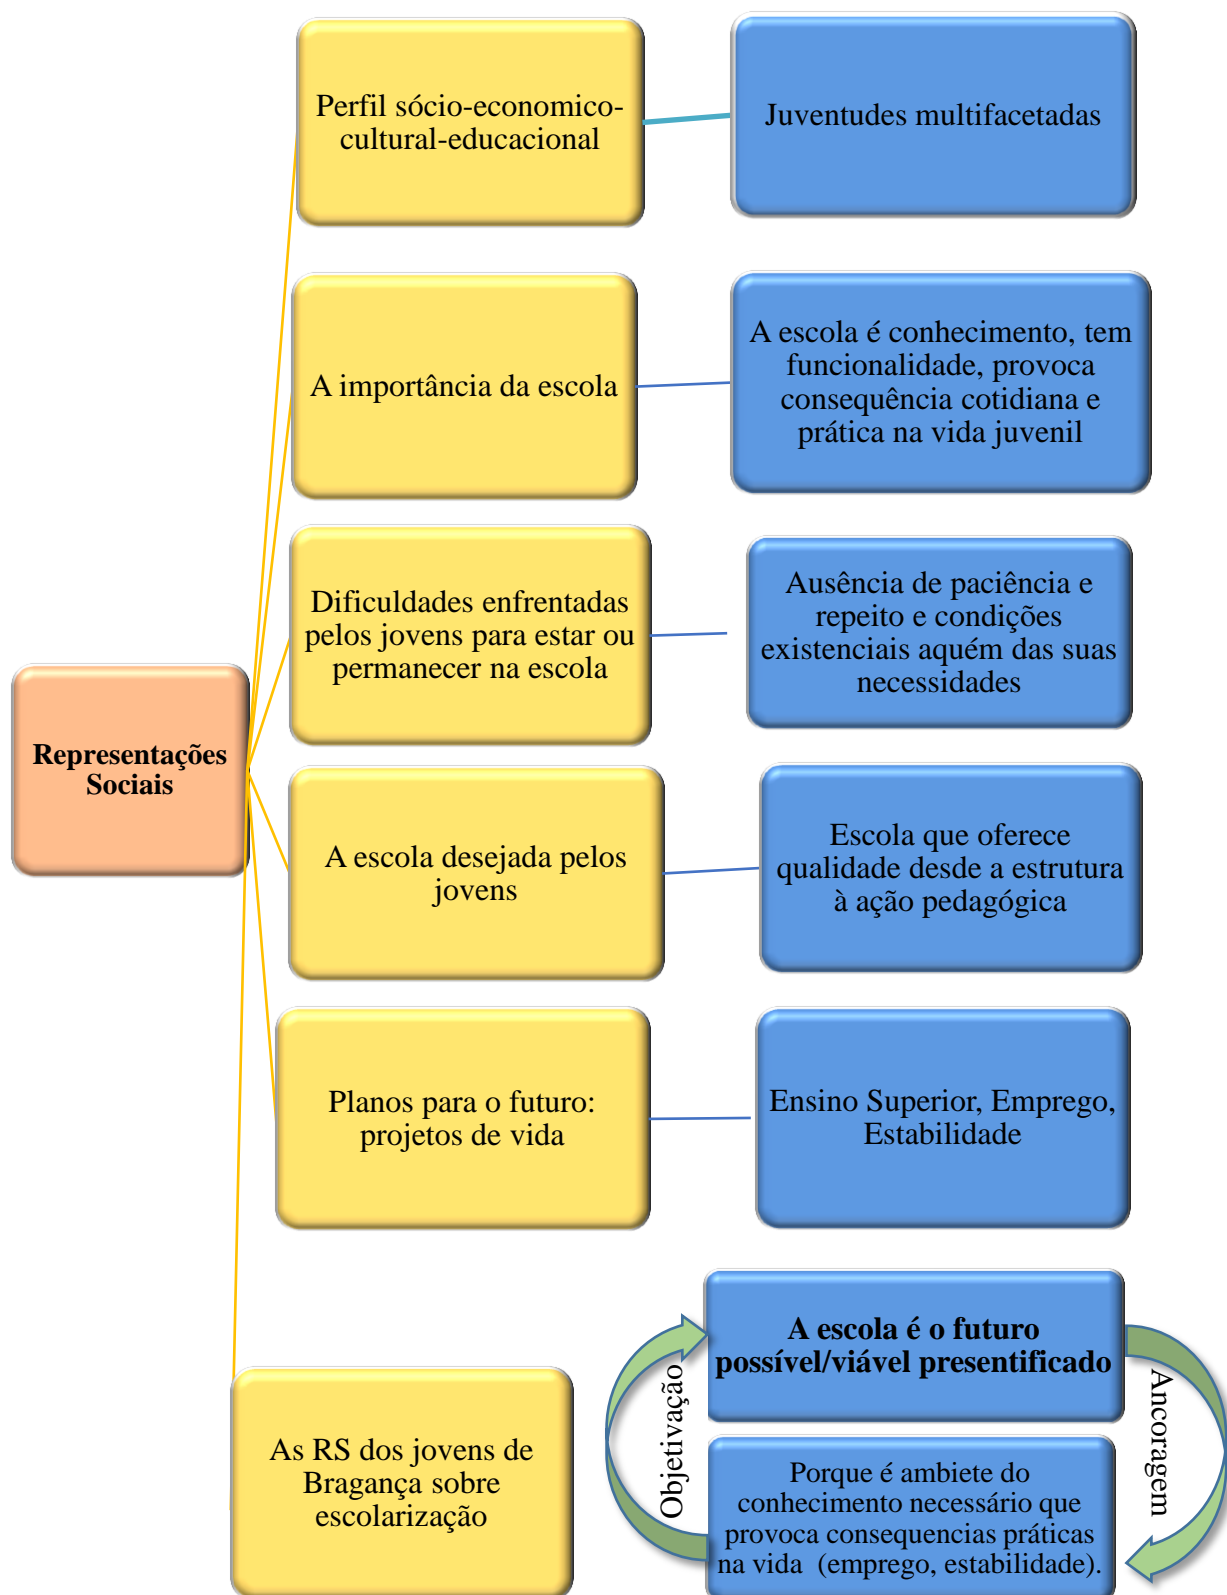 Perfil sócio-economico-
cultural-educacional
Juventudes multifacetadas
A importância da escola
A escola é conhecimento, tem
funcionalidade, provoca
consequência cotidiana e
prática na vida juvenil
Dificuldades enfrentadas
pelos jovens para estar ou
permanecer na escola
Ausência de paciência e
repeito e condições
existenciais aquém das suas
necessidades
Representações
Sociais
A escola desejada pelos
jovens
Escola que oferece
qualidade desde a estrutura
à ação pedagógica
Planos para o futuro:
projetos de vida
Ensino Superior, Emprego,
Estabilidade
As RS dos jovens de
Bragança sobre
escolarização
Objetivação
A escola é o futuro
possível/viável presentificado
Ancoragem
Porque é ambiete do
conhecimento necessário que
provoca consequencias práticas
na vida  (emprego, estabilidade).